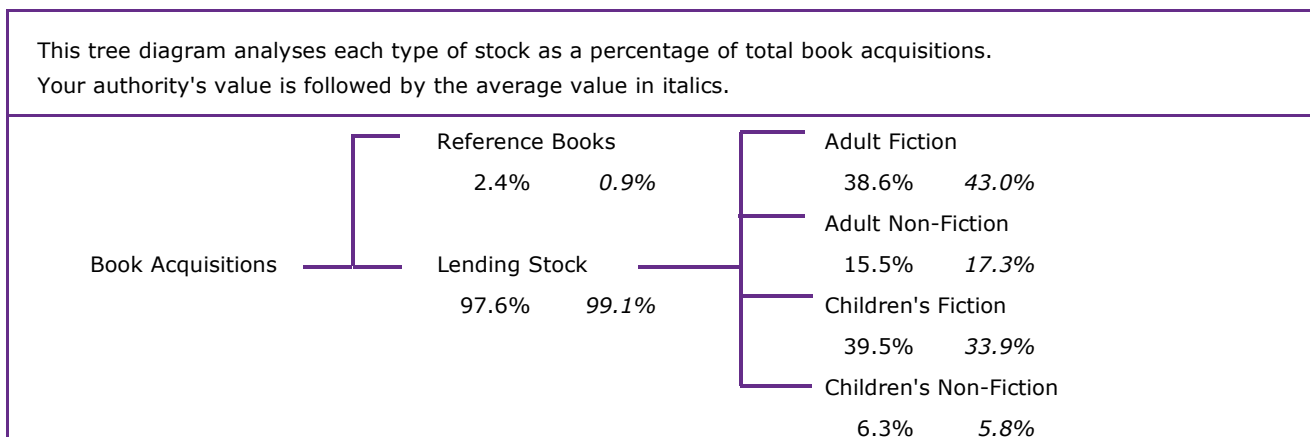 This tree diagram analyses each type of stock as a percentage of total book acquisitions.
Your authority's value is followed by the average value in italics.
Reference Books
2.4% 0.9%
Book Acquisitions
Lending Stock
97.6% 99.1%
Adult Fiction
38.6% 43.0%
Adult Non-Fiction
15.5% 17.3%
Children's Fiction
39.5% 33.9%
Children's Non-Fiction
6.3% 5.8%